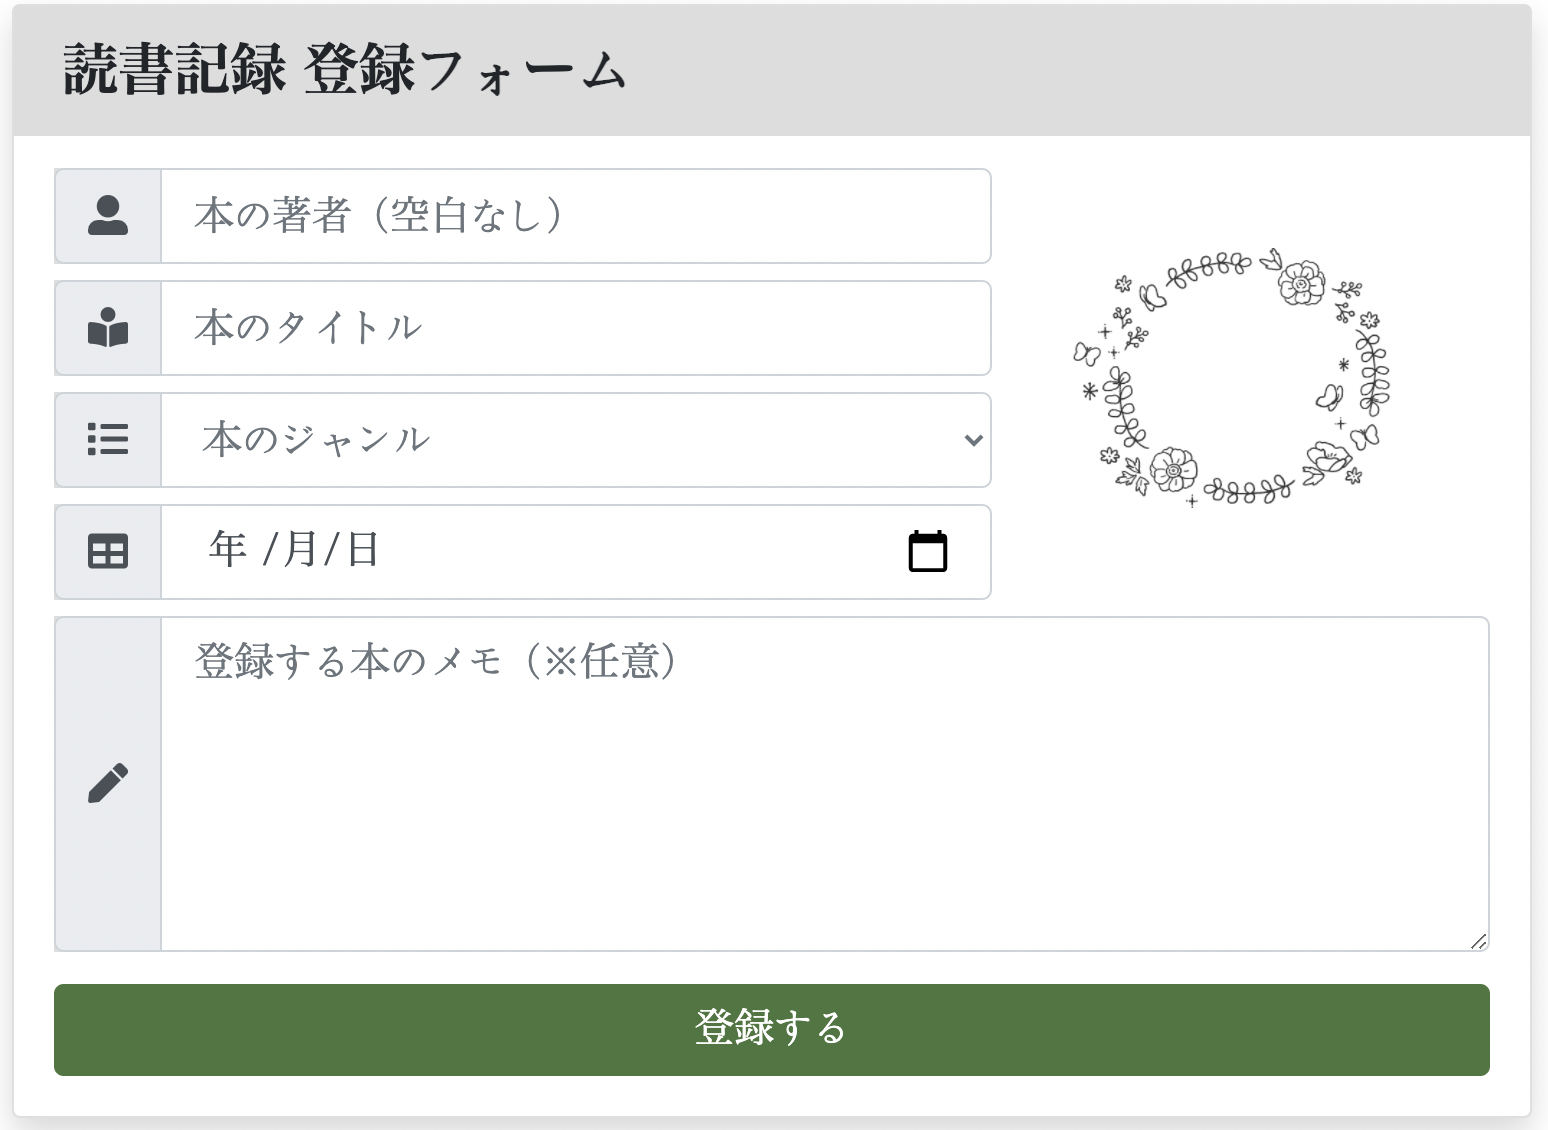 読書記録 登録フォーム
本の著者（空白なし）
本のタイトル
本のジャンル
年 /月/日
登録する本のメモ（※任意）
登録する